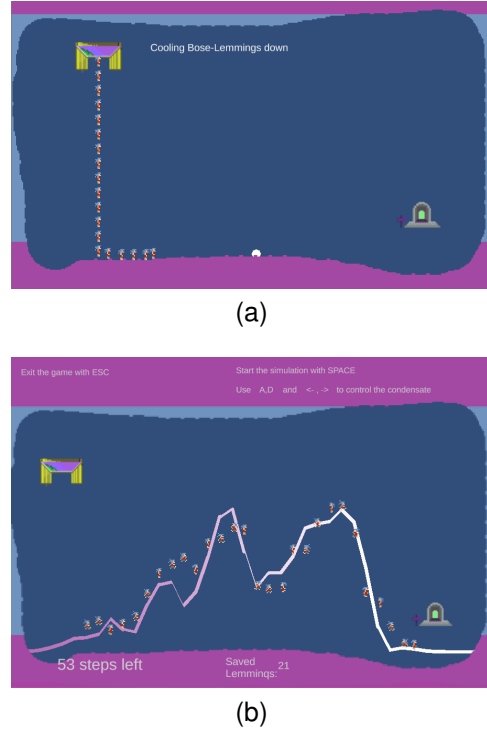 Cooling Bose-Lemmings down
(a)
Exit the game with ESC
Start the simulation with SPACE
Use A,D and <- , -> to control the condensate
53 steps left
Saved
Lemminqs:
21
(b)